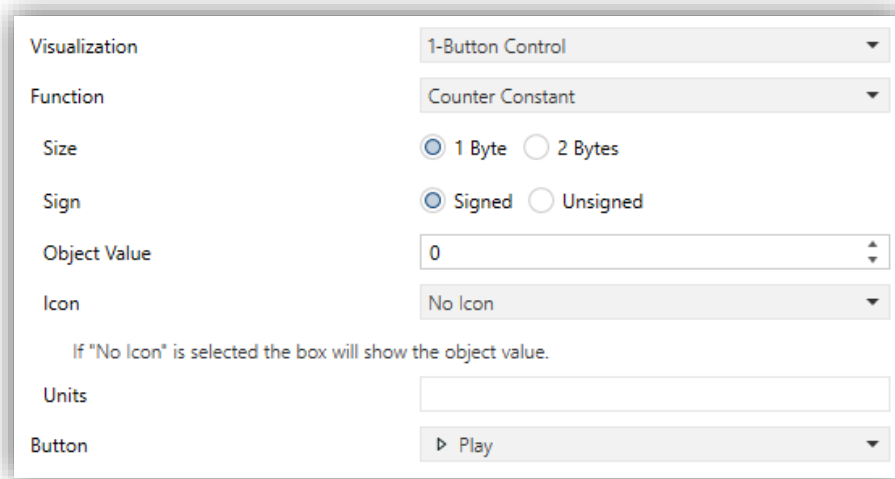 Visualization 1-Button Control
Function Counter Constant
Size 1 Byte 2 Bytes
Sign Signed Unsigned
Object Value 0
Icon No Icon
If "No Icon" is selected the box will show the object value.
Units
Button Play